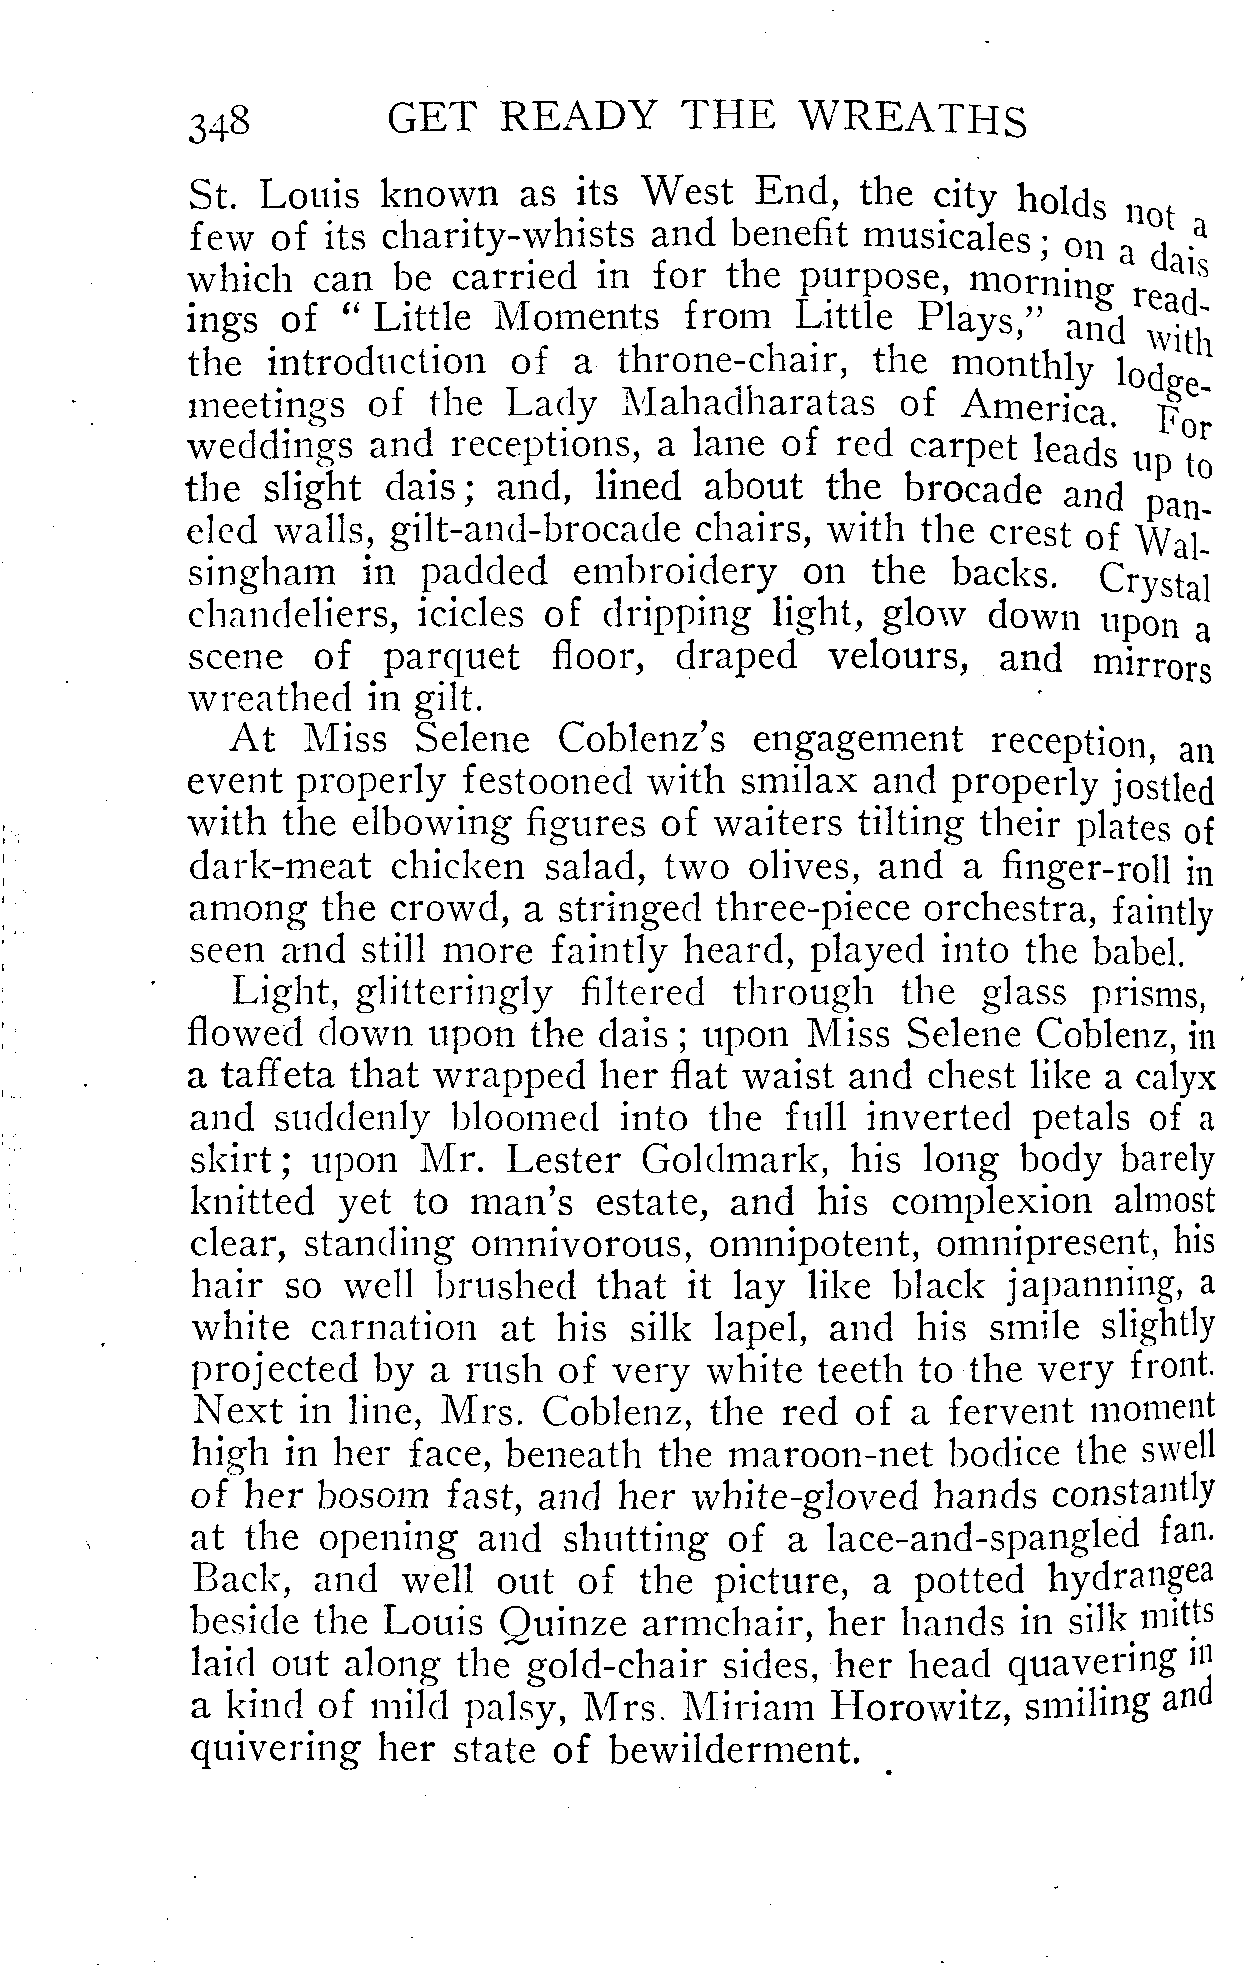 348 GET READY THE WREATHS
St. Louis known as its West End, the city holds not a
few of its charity-whists and benefit musicales; on a dais
which can be carried in for the purpose, morning read-
ings of “ Little Moments from Little Plays,” and with
the introduction of a throne-chair, the monthly lodge-
meetings of the Lady Mahadharatas of America. For
weddings and receptions, a lane of red carpet leads up to
the slight dais; and, lined about the brocade and pan-
eled walls, gilt-and-brocade chairs, with the crest of Wal-
singham in padded embroidery on the backs. Crystal
chandeliers, icicles of dripping light, glow down upon a
scene of parquet floor, draped velours, and mirrors
wreathed in gilt.
At Miss Selene Coblenz’s engagement reception, an
event properly festooned with smilax and properly jostled
with the elbowing figures of waiters tilting their plates of
dark-meat chicken salad, two olives, and a finger-roll in
among the crowd, a stringed three-piece orchestra, faintly
seen and still more faintly heard, played into the babel.
Light, glitteringly filtered through the glass prisms,
flowed down upon the dais; upon Miss Selene Coblenz, in
a taffeta that wrapped her flat waist and chest like a calyx
and suddenly bloomed into the full inverted petals of a
skirt; upon Mr. Lester Goldmark, his long body barely
knitted yet to man’s estate, and his complexion almost
clear, standing omnivorous, omnipotent, omnipresent, his
hair so well brushed that it lay like black japanning, a
white carnation at his silk lapel, and his smile slightly
projected by a rush of very white teeth to the very front.
Next in line, Mrs. Coblenz, the red of a fervent moment
high in her face, beneath the maroon-net bodice the swell
of her bosom fast, and her white-gloved hands constantly
at the opening and shutting of a lace-and-spangled fan.
Back, and well out of the picture, a potted hydrangea
beside the Louis Quinze armchair, her hands in silk mitts
laid out along the gold-chair sides, her head quavering in
a kind of mild palsy, Mrs. Miriam Horowitz, smiling and
quivering her state of bewilderment.